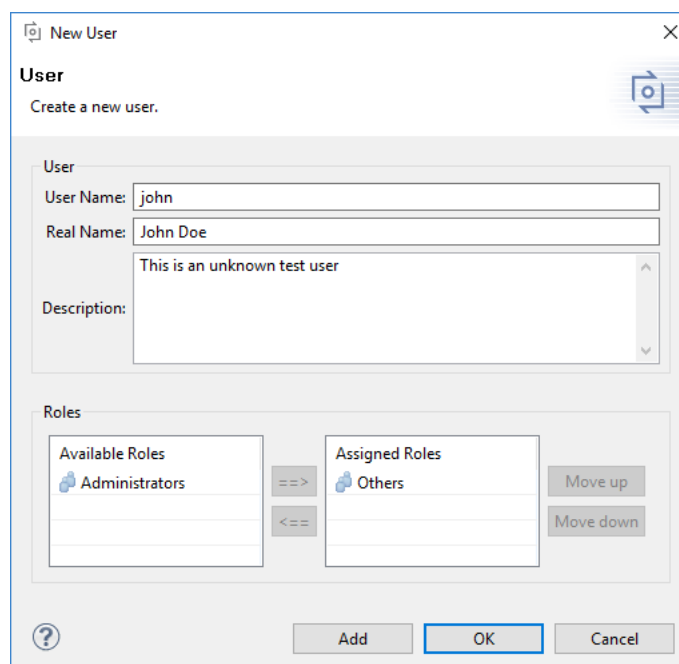 New User
User
Create a new user.
User
User Name: john
Real Name: John Doe
Description: This is an unknown test user
Roles
Available Roles
Administrators
==>
<==
Assigned Roles
Others
Move up
Move down
?
Add OK Cancel